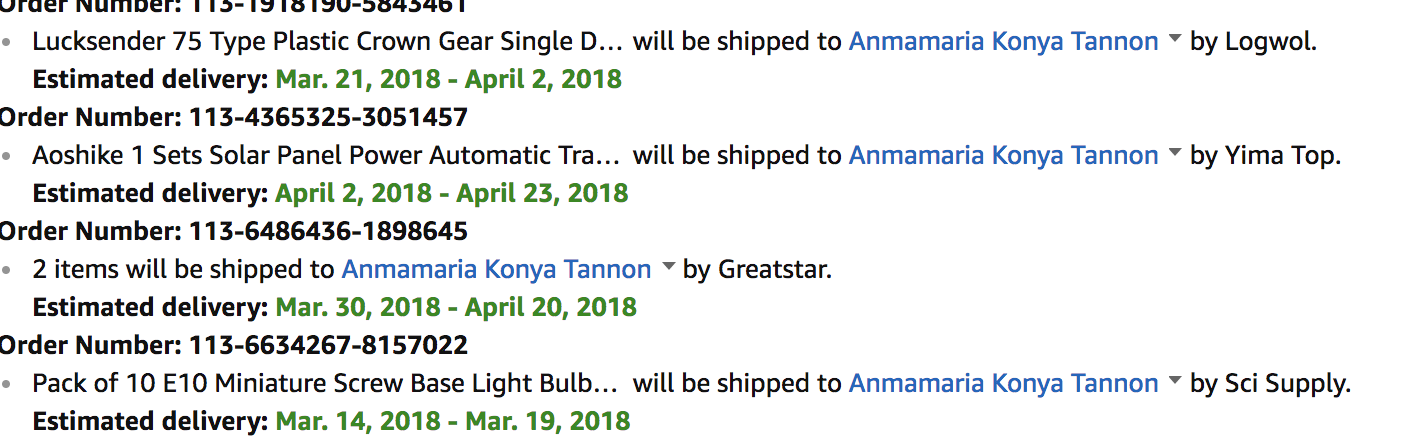 Order Number: 113-1918190-5843461
Lucksender 75 Type Plastic Crown Gear Single D... will be shipped to Anmamaria Konya Tannon by Logwol.
Estimated delivery: Mar. 21, 2018 - April 2, 2018
Order Number: 113-4365325-3051457
Aoshike 1 Sets Solar Panel Power Automatic Tra... will be shipped to Anmamaria Konya Tannon by Yima Top.
Estimated delivery: April 2, 2018 - April 23, 2018
Order Number: 113-6486436-1898645
2 items will be shipped to Anmamaria Konya Tannon by Greatstar.
Estimated delivery: Mar. 30, 2018 - April 20, 2018
Order Number: 113-6634267-8157022
Pack of 10 E10 Miniature Screw Base Light Bulb... will be shipped to Anmamaria Konya Tannon by Sci Supply.
Estimated delivery: Mar. 14, 2018 - Mar. 19, 2018